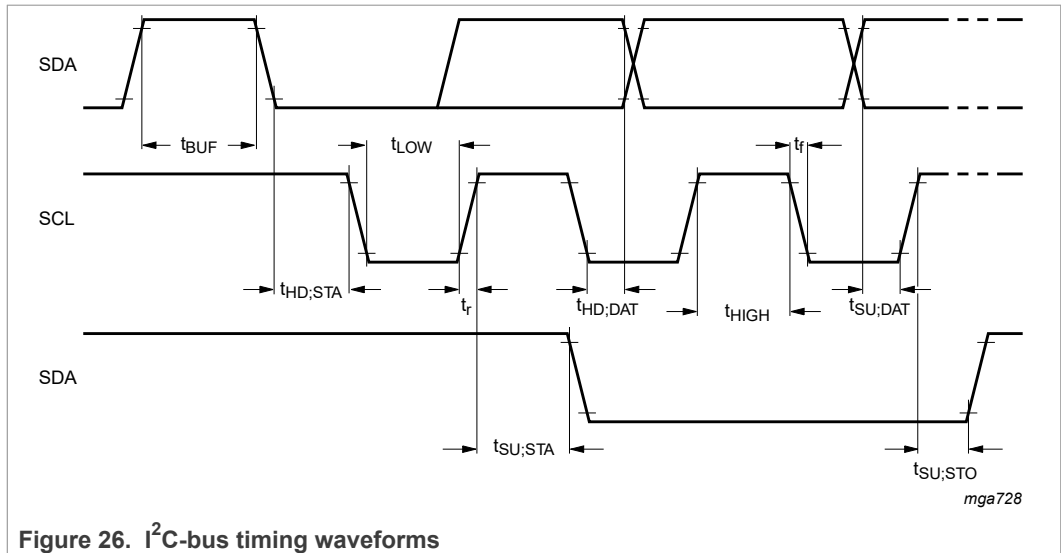 SDA
tBUF
tLOW
tf
SCL
tHD;STA
tr
tHD;DAT
tHIGH
tSU;DAT
SDA
tSU;STA
tSU;STO
mga728
Figure 26. I²C-bus timing waveforms